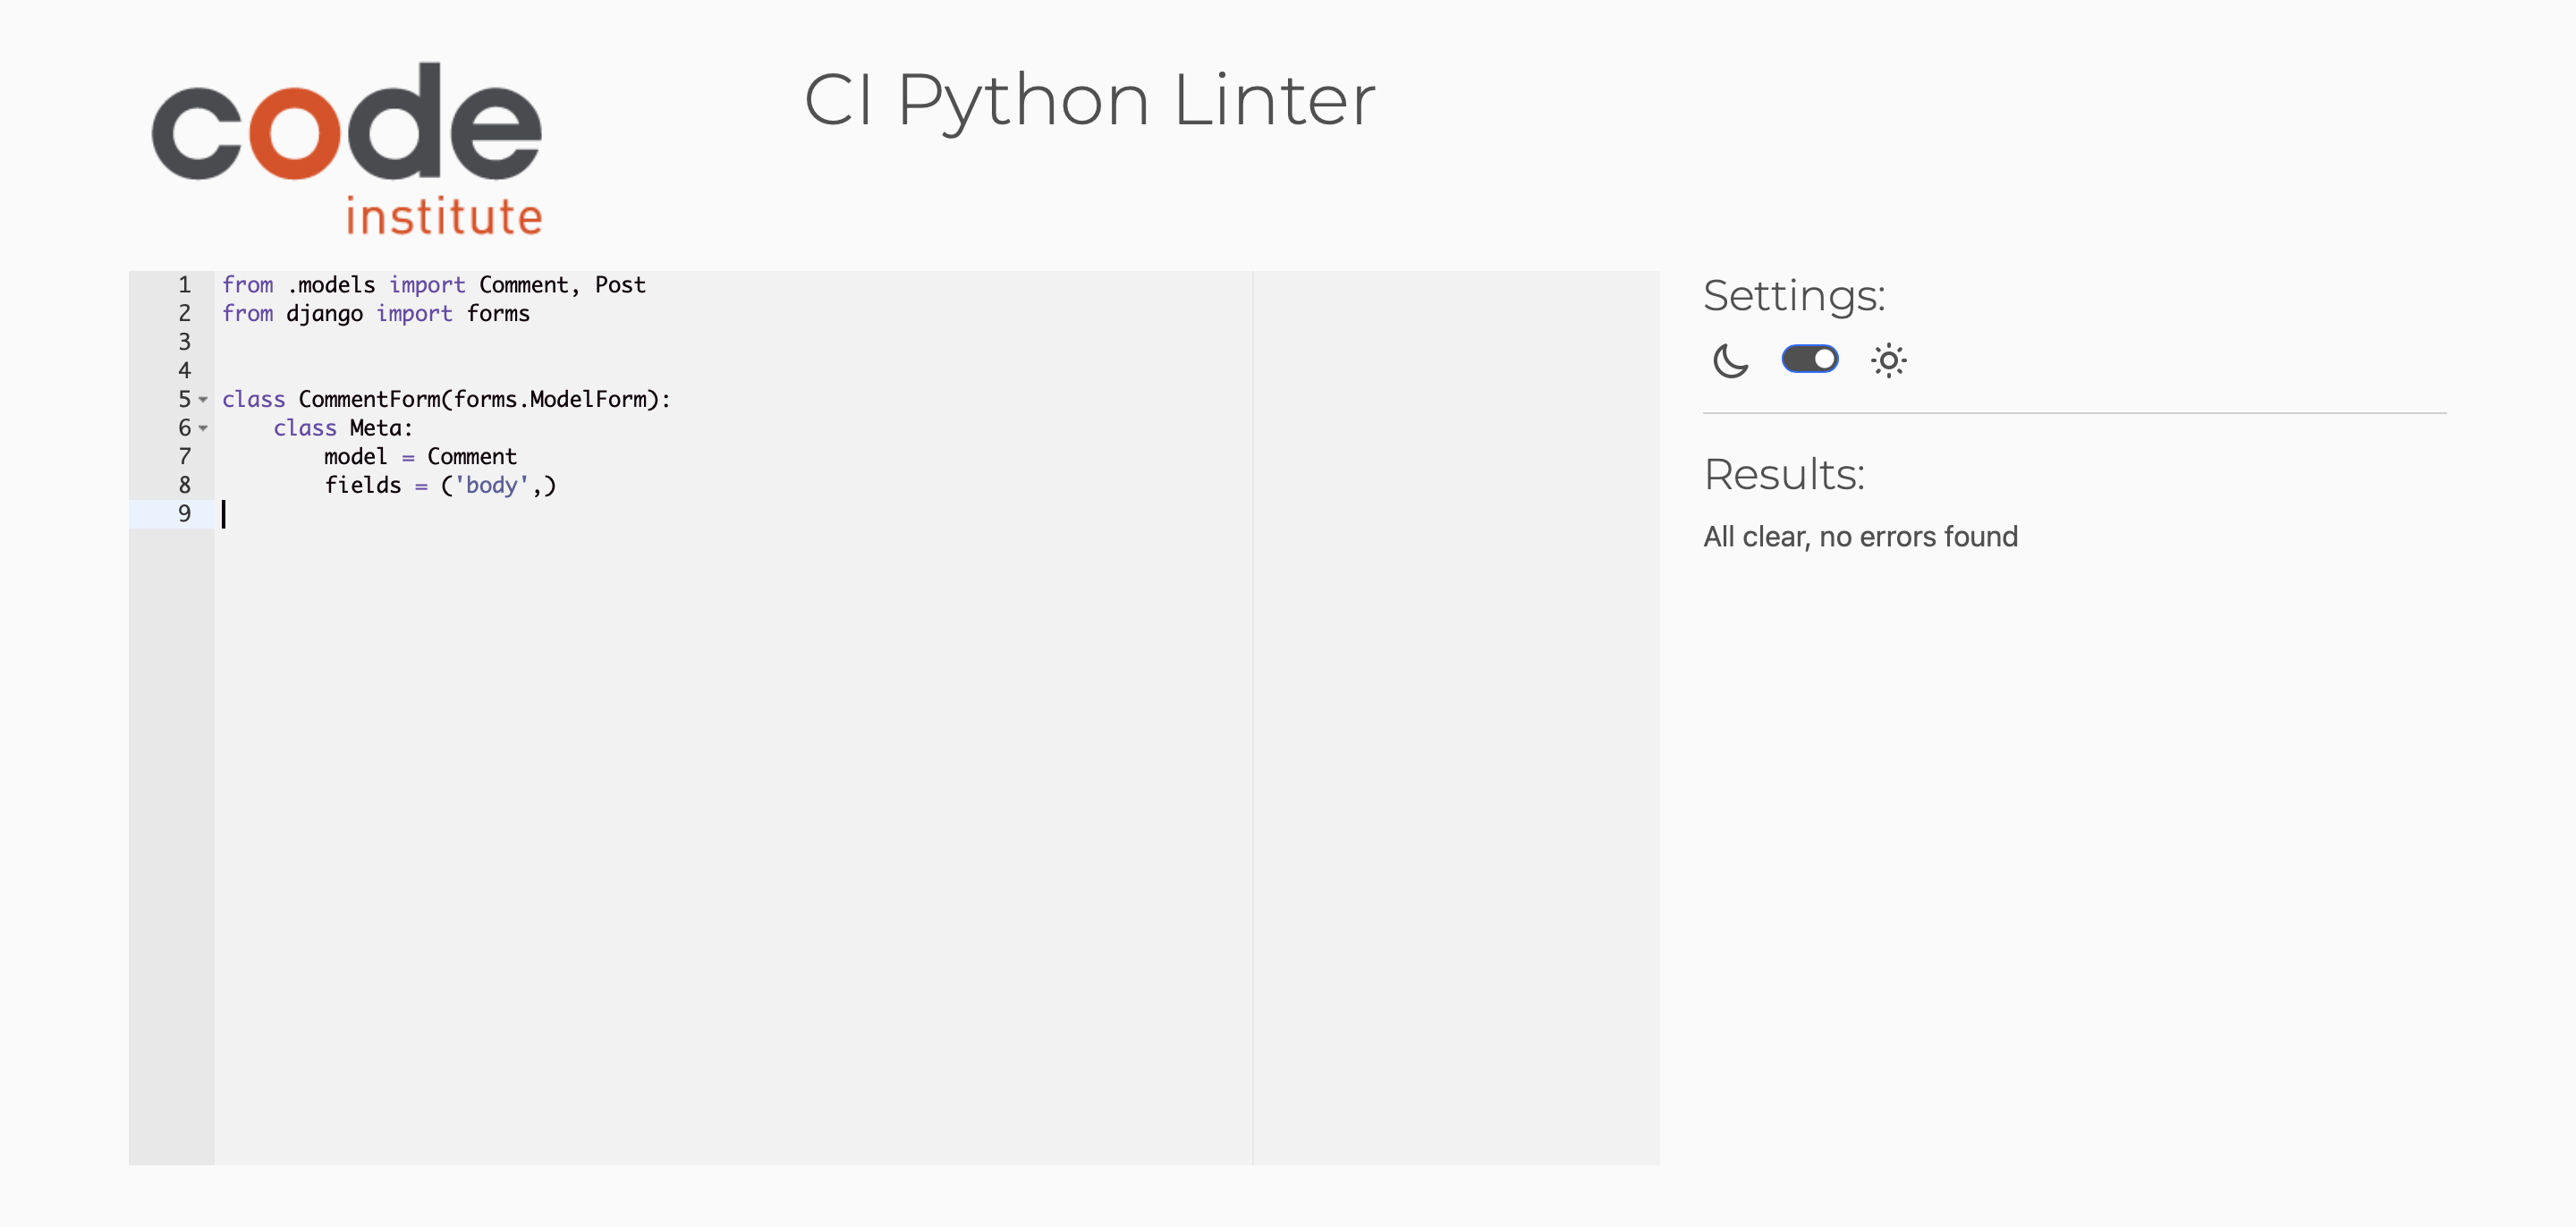 code
institute
CI Python Linter
1 from .models import Comment, Post
2 from django import forms
3
4
5 class CommentForm(forms.ModelForm):
6     class Meta:
7         model = Comment
8         fields = ('body',)
9
Settings:
Results:
All clear, no errors found